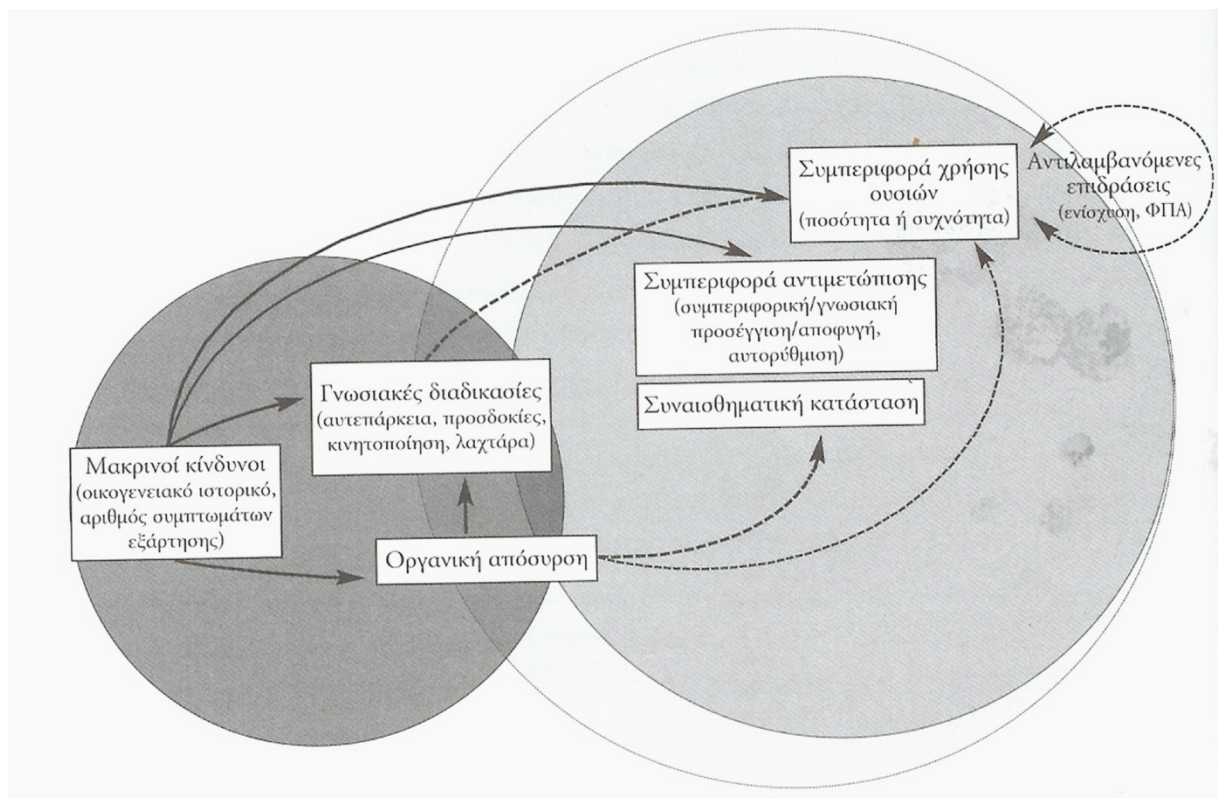 Συμπεριφορά χρήσης
ουσιών
(ποσότητα ή συχνότητα)
Αντιλαμβανόμενες
επιδράσεις
(ενίσχυση, ΦΠΑ)
Συμπεριφορά αντιμετώπισης
(συμπεριφορική/γνωσιακή
προσέγγιση/αποφυγή,
αυτορύθμιση)
Γνωσιακές διαδικασίες
(αυτεπάρκεια, προσδοκίες,
κινητοποίηση, λαχτάρα)
Συναισθηματική κατάσταση
Μακρινοί κίνδυνοι
(οικογενειακό ιστορικό,
αριθμός συμπτωμάτων
εξάρτησης)
Οργανική απόσυρση